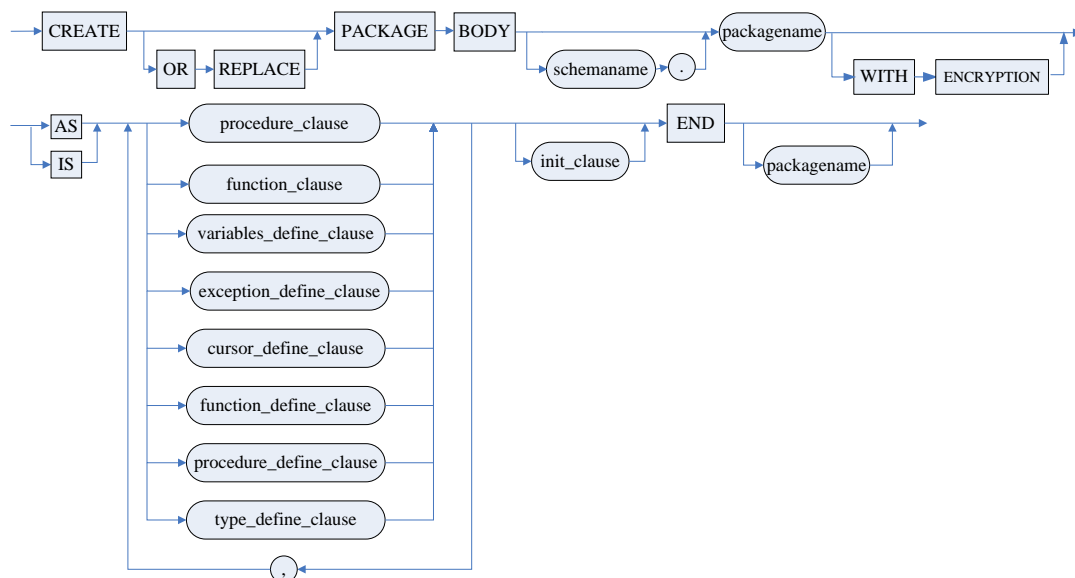 CREATE PACKAGE BODY packagename
OR REPLACE schemaname . WITH ENCRYPTION
AS procedure_clause END
IS init_clause packagename
function_clause
variables_define_clause
exception_define_clause
cursor_define_clause
function_define_clause
procedure_define_clause
type_define_clause
,